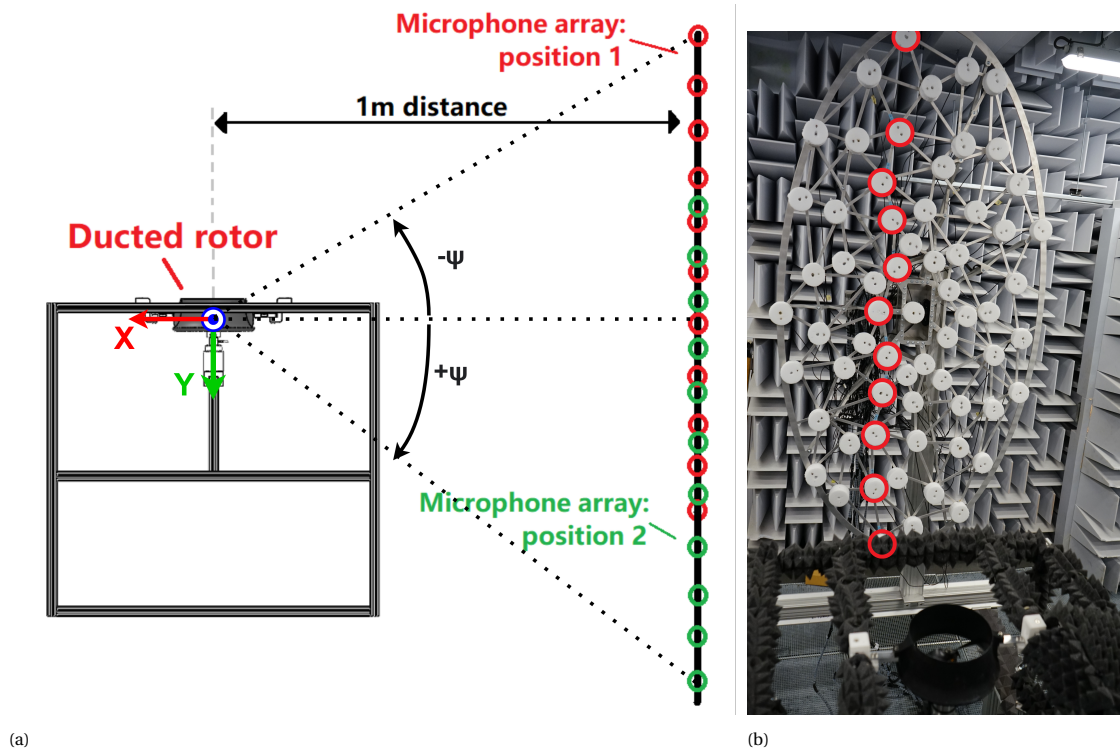 Microphone array:
position 1
1m distance
Ducted rotor
-ψ
X
+ψ
Y
Microphone array:
position 2
(a)
(b)